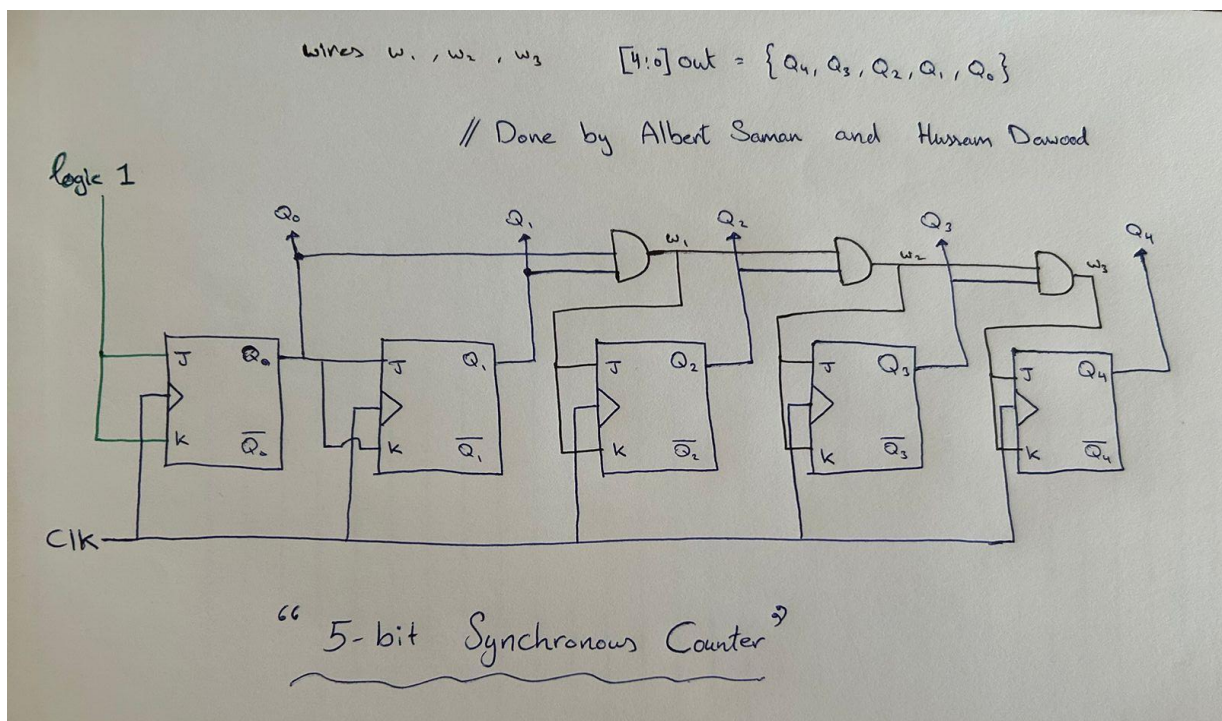 wires w₁ , w₂ , w₃ [4:0] out = { Q₄, Q₃, Q₂, Q₁, Q₀ }
// Done by Albert Saman and Hussam Dawood
logic 1
Q₀ Q₁ w₁ Q₂ w₂ Q₃ w₃ Q₄
J Q₀ J Q₁ J Q₂ J Q₃ J Q₄
K Q̅₀ K Q̅₁ K Q̅₂ K Q̅₃ K Q̅₄
Clk
“ 5-bit Synchronous Counter ”